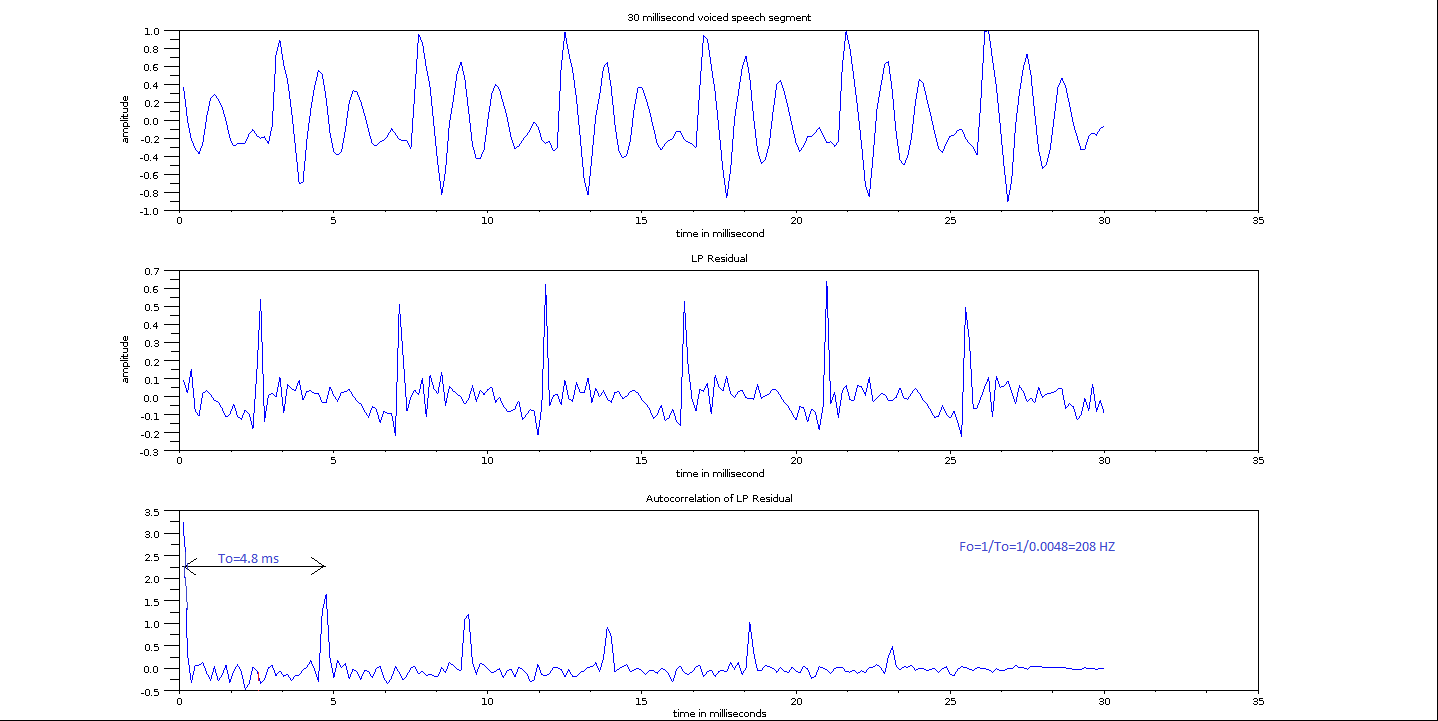 30 millisecond voiced speech segment
1.0
0.8
0.6
0.4
0.2
0.0
-0.2
-0.4
-0.6
-0.8
-1.0
amplitude
0 5 10 15 20 25 30 35
time in millisecond
LP Residual
0.7
0.6
0.5
0.4
0.3
0.2
0.1
0.0
-0.1
-0.2
-0.3
amplitude
0 5 10 15 20 25 30 35
time in millisecond
Autocorrelation of LP Residual
3.5
3.0
2.5
2.0
1.5
1.0
0.5
0.0
-0.5
To=4.8 ms
Fo=1/To=1/0.0048=208 HZ
0 5 10 15 20 25 30 35
time in milliseconds